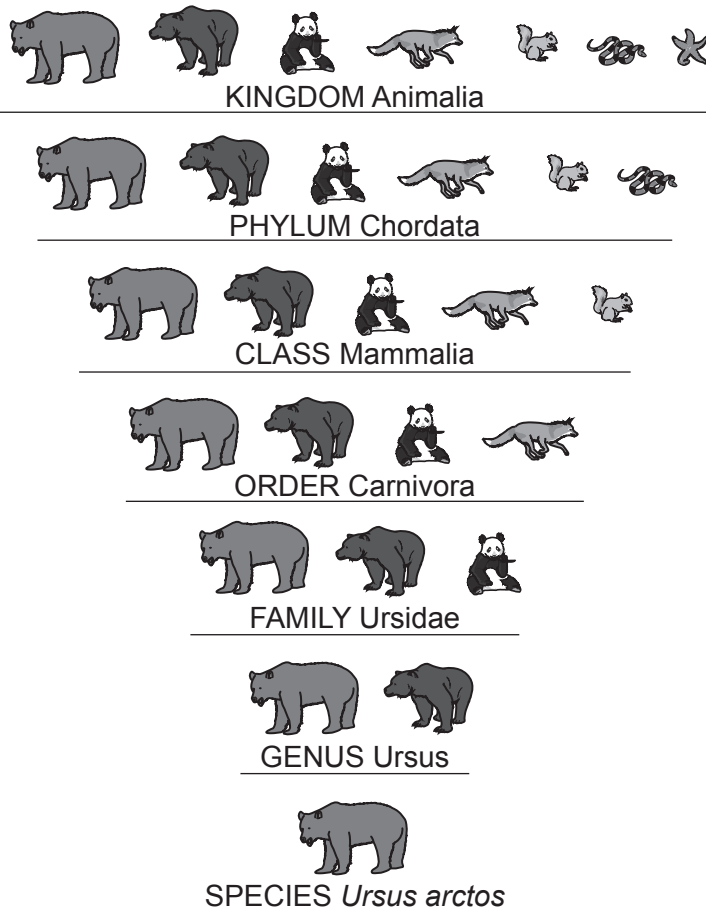 KINGDOM Animalia
PHYLUM Chordata
CLASS Mammalia
ORDER Carnivora
FAMILY Ursidae
GENUS Ursus
SPECIES Ursus arctos